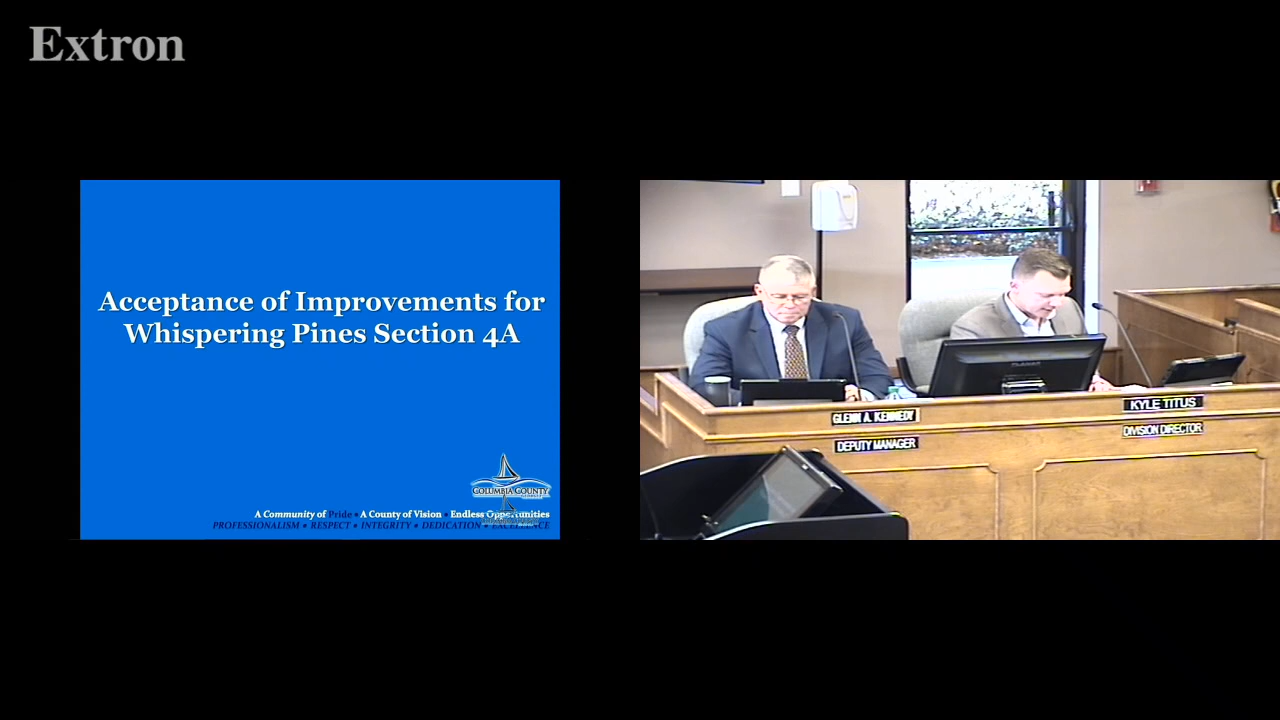 Extron
Acceptance of Improvements for
Whispering Pines Section 4A
COLUMBIA COUNTY
A Community of Pride • A County of Vision • Endless Opportunities
PROFESSIONALISM • RESPECT • INTEGRITY • DEDICATION • EXCELLENCE
GLENN A. KENNEDY
DEPUTY MANAGER
KYLE TITUS
DIVISION DIRECTOR